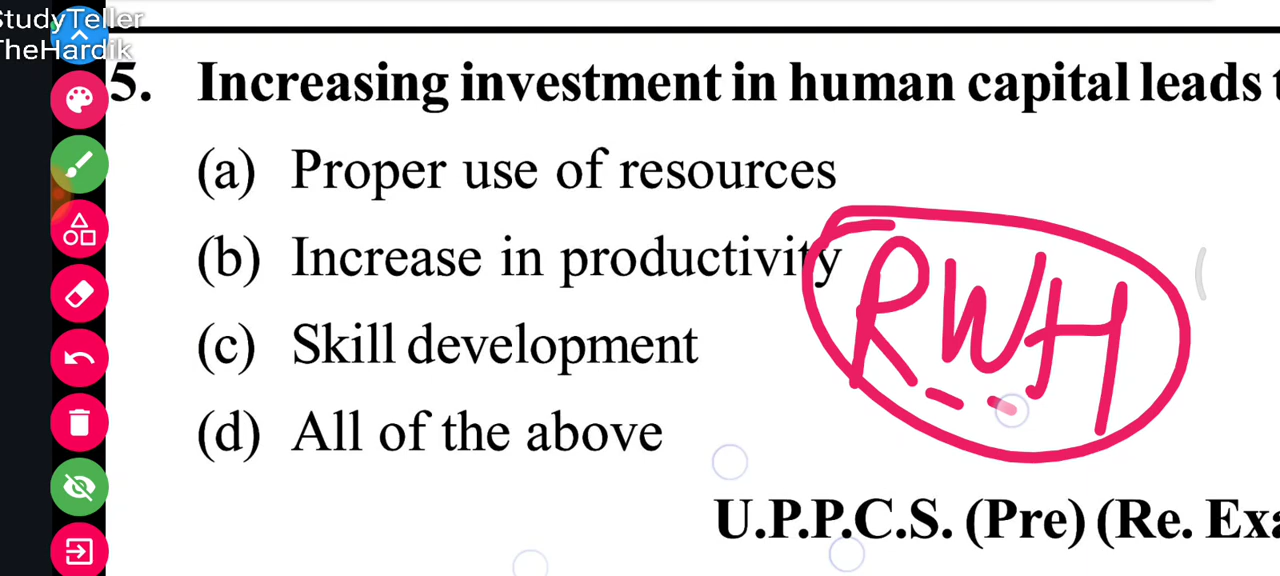 StudyTeller
TheHardik
5. Increasing investment in human capital leads
(a) Proper use of resources
(b) Increase in productivity
(c) Skill development
(d) All of the above
RWH
U.P.P.C.S. (Pre) (Re.